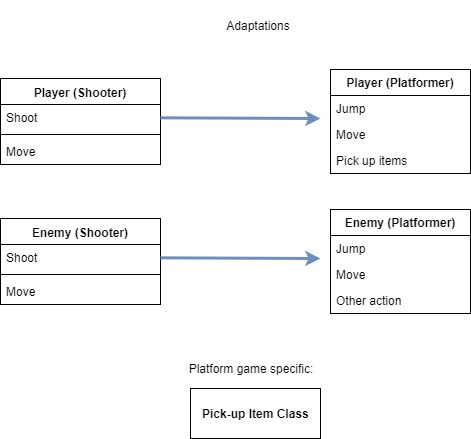 Adaptations
Player (Shooter)
Shoot
Move
Player (Platformer)
Jump
Move
Pick up items
Enemy (Shooter)
Shoot
Move
Enemy (Platformer)
Jump
Move
Other action
Platform game specific:
Pick-up Item Class